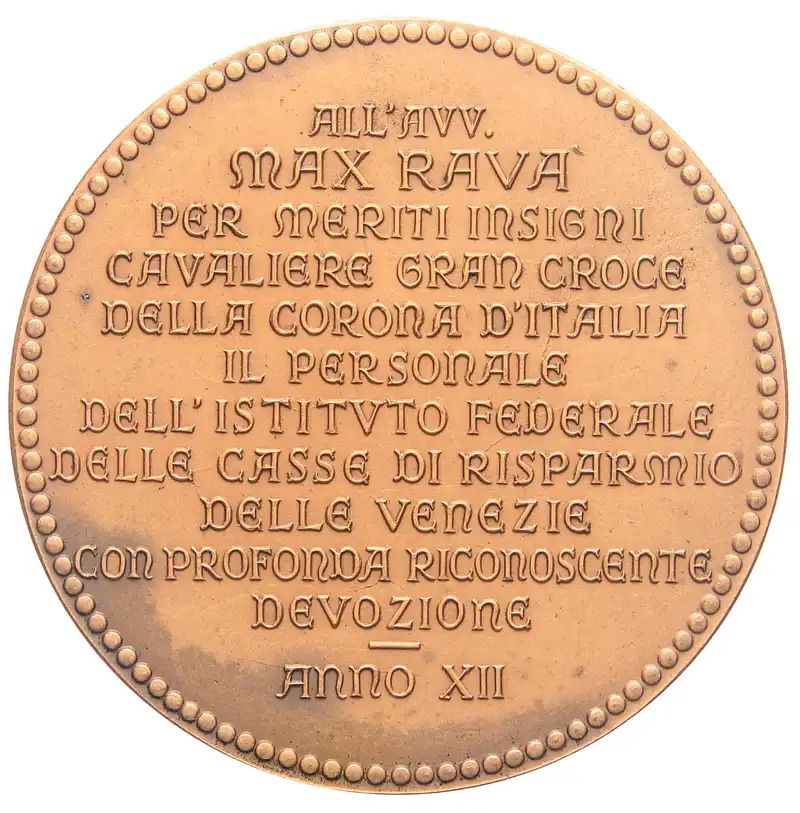 ALL'AVV.
MAX RAVÀ
PER MERITI INSIGNI
CAVALIERE GRAN CROCE
DELLA CORONA D'ITALIA
IL PERSONALE
DELL'ISTITVTO FEDERALE
DELLE CASSE DI RISPARMIO
DELLE VENEZIE
CON PROFONDA RICONOSCENTE
DEVOZIONE
ANNO XII